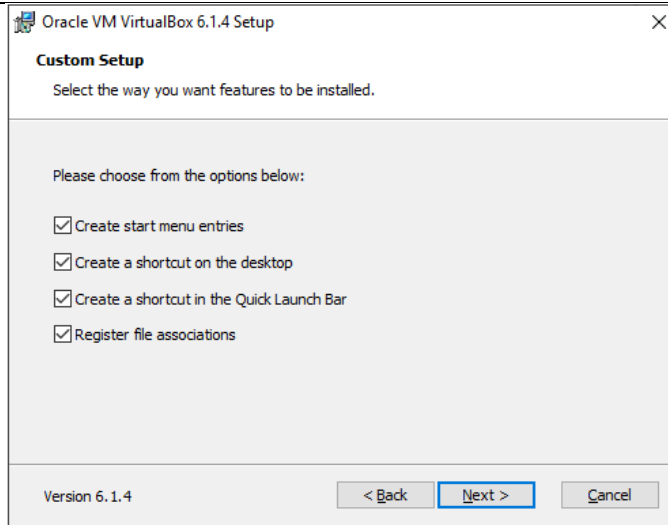 Oracle VM VirtualBox 6.1.4 Setup
Custom Setup
Select the way you want features to be installed.
Please choose from the options below:
Create start menu entries
Create a shortcut on the desktop
Create a shortcut in the Quick Launch Bar
Register file associations
Version 6.1.4
< Back
Next >
Cancel